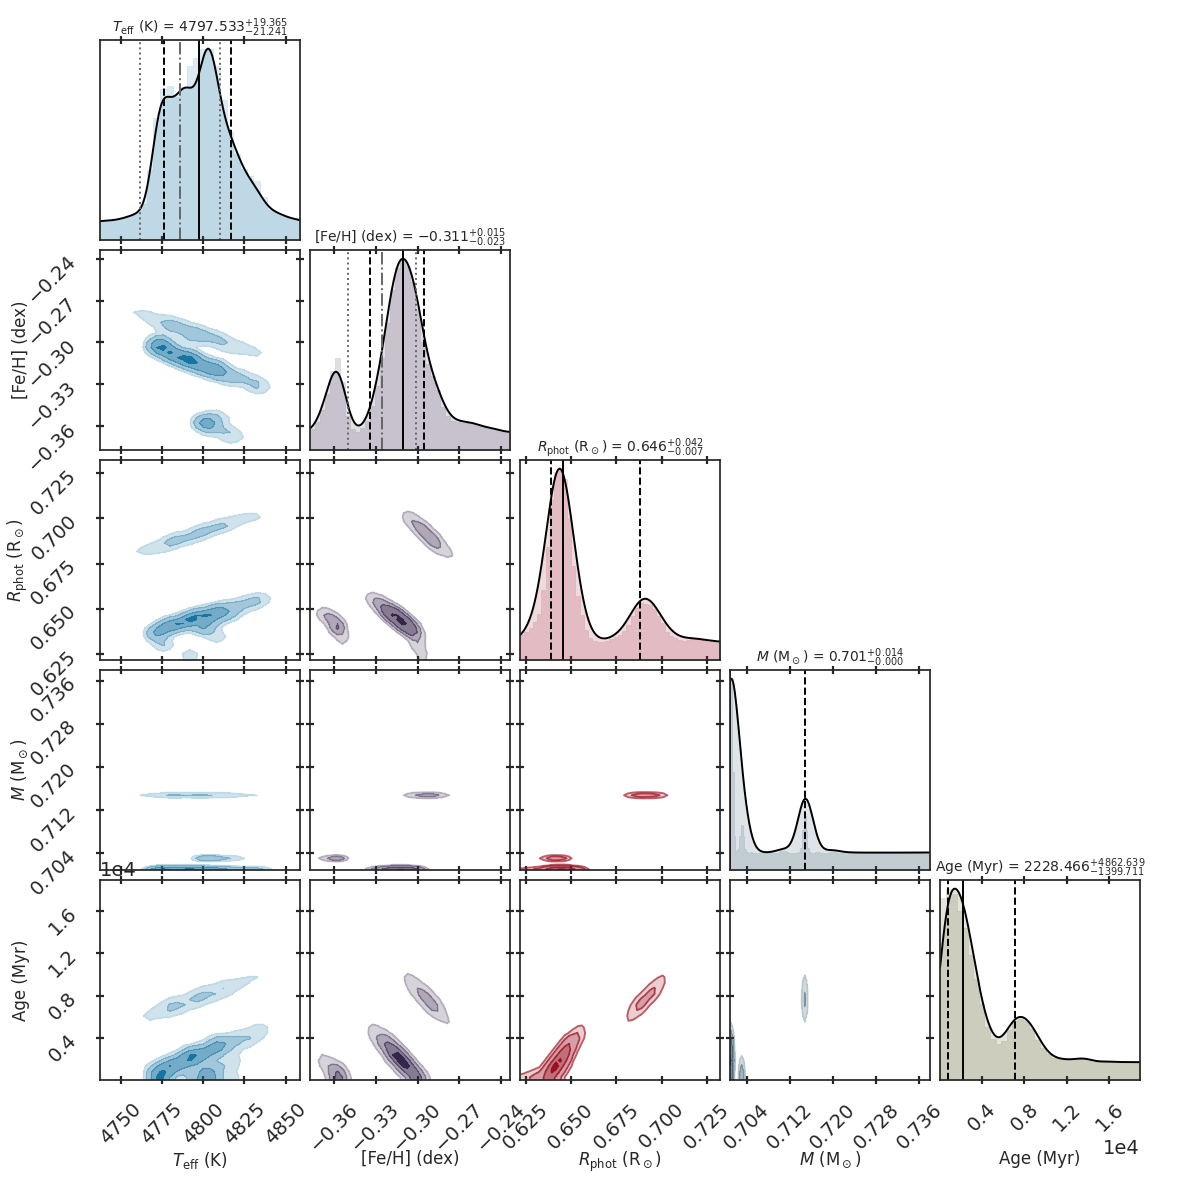 T_eff (K) = 4797.533 +19.365 −21.241
[Fe/H] (dex) = −0.311 +0.015 −0.023
[Fe/H] (dex)
−0.24
−0.27
−0.30
−0.33
−0.36
R_phot (R⊙) = 0.646 +0.042 −0.007
R_phot (R⊙)
0.725
0.700
0.675
0.650
0.625
M (M⊙) = 0.701 +0.014 −0.000
M (M⊙)
0.736
0.728
0.720
0.712
0.704
1e4
Age (Myr) = 2228.466 +4862.639 −1399.711
Age (Myr)
1.6
1.2
0.8
0.4
4750 4775 4800 4825 4850
−0.36 −0.33 −0.30 −0.27 −0.24
0.625 0.650 0.675 0.700 0.725
0.704 0.712 0.720 0.728 0.736
0.4 0.8 1.2 1.6
1e4
T_eff (K) [Fe/H] (dex) R_phot (R⊙) M (M⊙) Age (Myr)